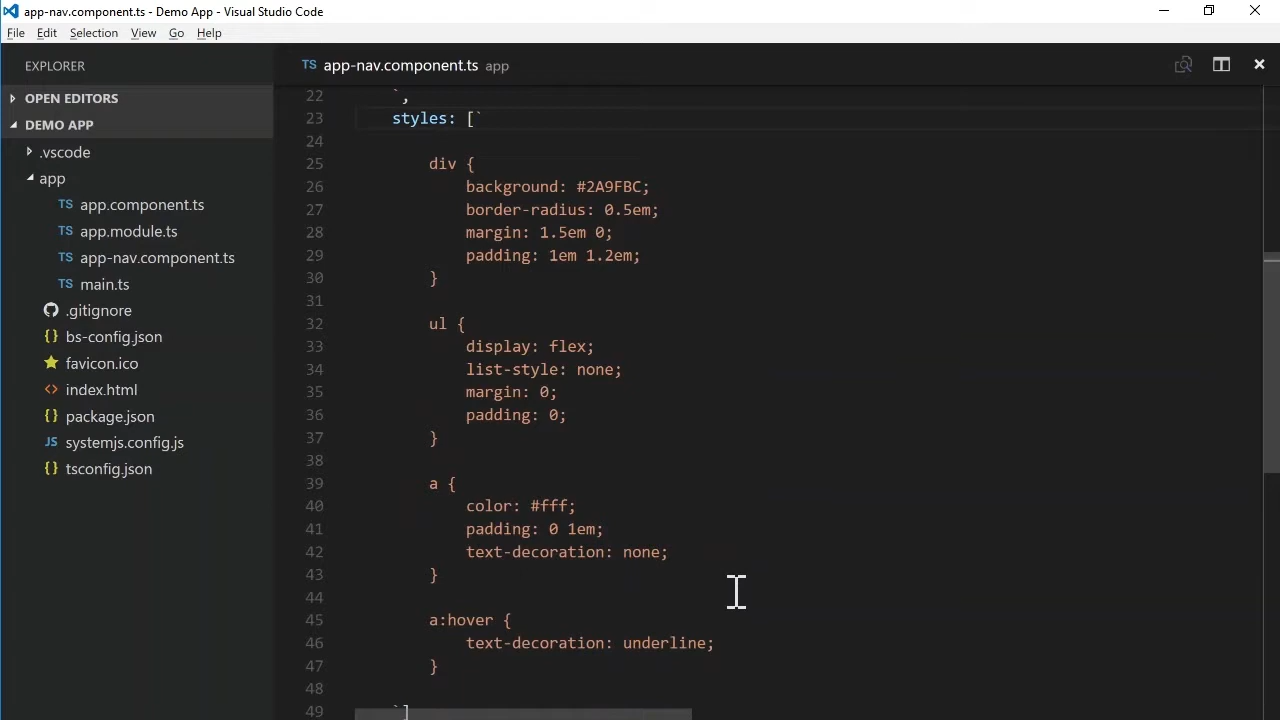 app-nav.component.ts - Demo App - Visual Studio Code
File Edit Selection View Go Help
EXPLORER
OPEN EDITORS
DEMO APP
.vscode
app
TS app.component.ts
TS app.module.ts
TS app-nav.component.ts
TS main.ts
.gitignore
{} bs-config.json
favicon.ico
<> index.html
{} package.json
JS systemjs.config.js
{} tsconfig.json
TS app-nav.component.ts app
22 `,
23 styles: [`
24
25 div {
26 background: #2A9FBC;
27 border-radius: 0.5em;
28 margin: 1.5em 0;
29 padding: 1em 1.2em;
30 }
31
32 ul {
33 display: flex;
34 list-style: none;
35 margin: 0;
36 padding: 0;
37 }
38
39 a {
40 color: #fff;
41 padding: 0 1em;
42 text-decoration: none;
43 }
44
45 a:hover {
46 text-decoration: underline;
47 }
48
49 `]